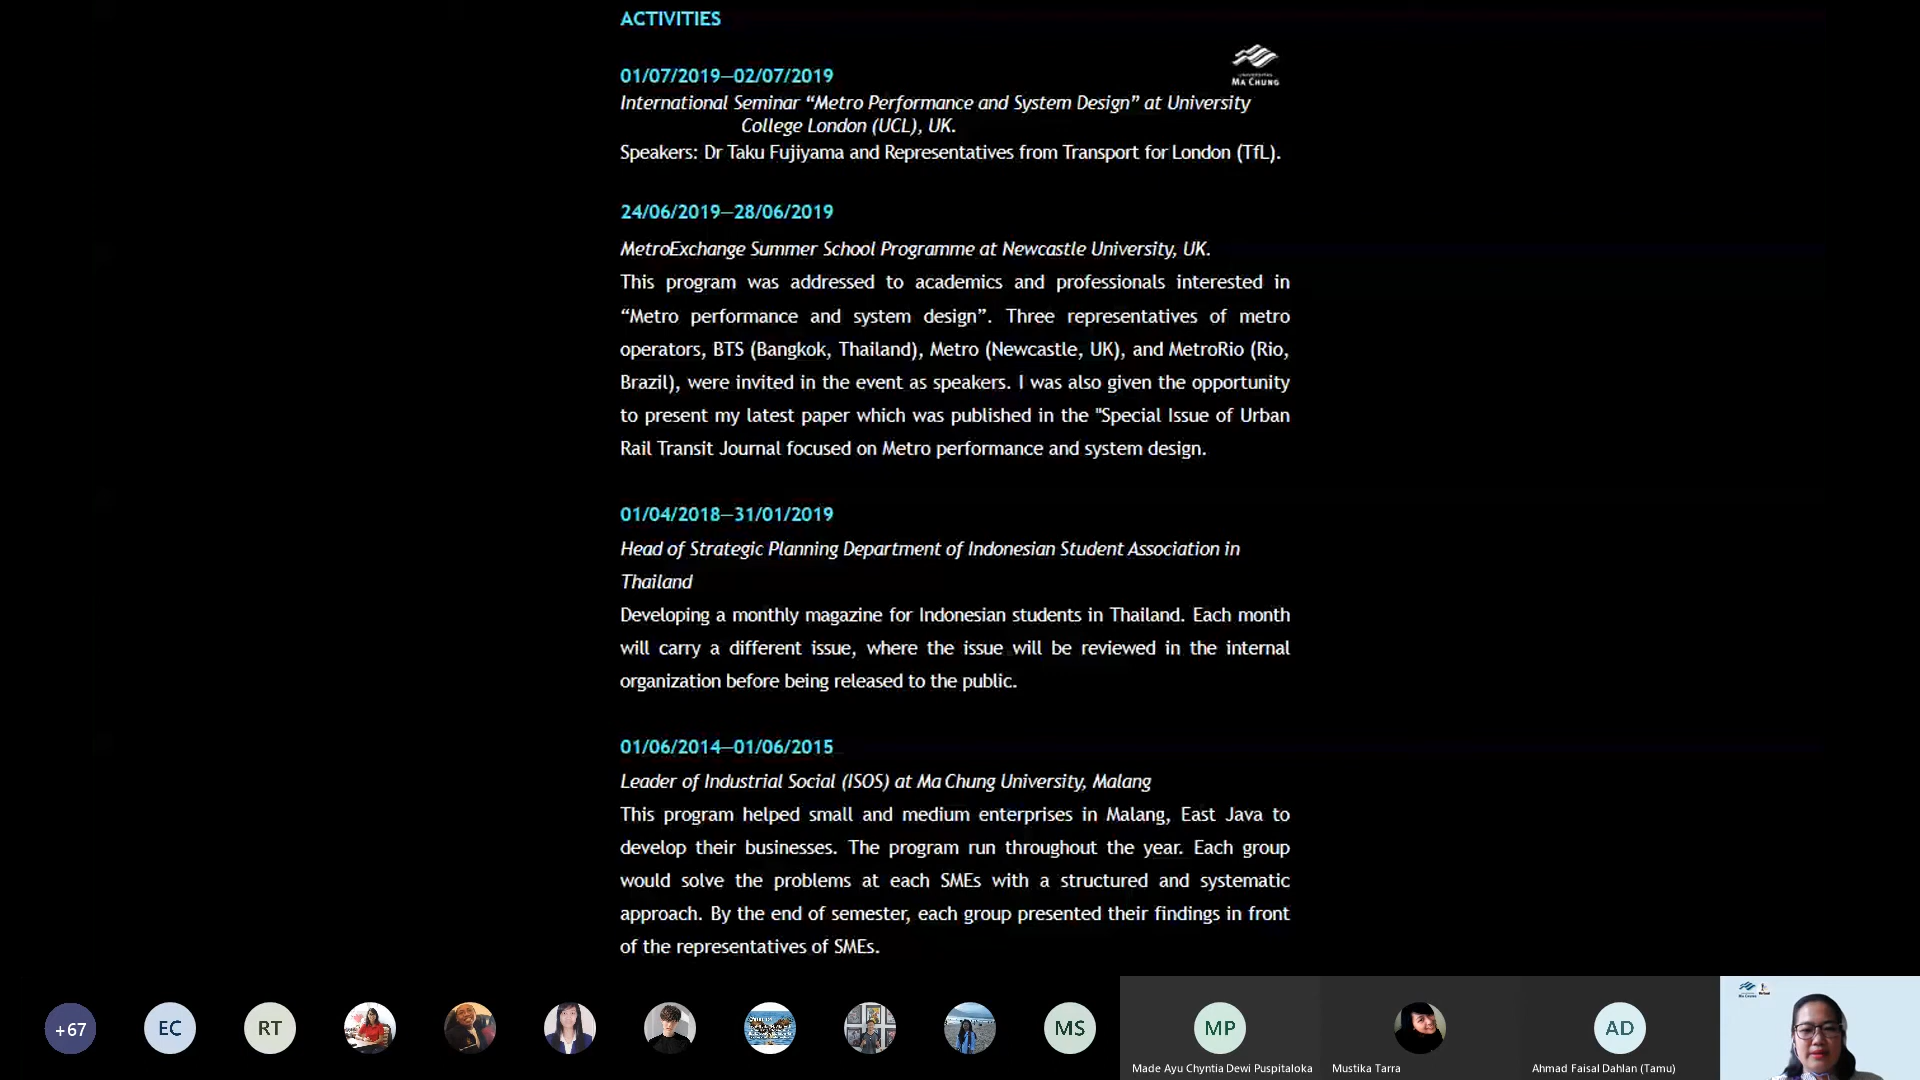 ACTIVITIES
UNIVERSITAS
MA CHUNG
01/07/2019—02/07/2019
International Seminar “Metro Performance and System Design” at University
College London (UCL), UK.
Speakers: Dr Taku Fujiyama and Representatives from Transport for London (TfL).
24/06/2019—28/06/2019
MetroExchange Summer School Programme at Newcastle University, UK.
This program was addressed to academics and professionals interested in
“Metro performance and system design”. Three representatives of metro
operators, BTS (Bangkok, Thailand), Metro (Newcastle, UK), and MetroRio (Rio,
Brazil), were invited in the event as speakers. I was also given the opportunity
to present my latest paper which was published in the "Special Issue of Urban
Rail Transit Journal focused on Metro performance and system design.
01/04/2018—31/01/2019
Head of Strategic Planning Department of Indonesian Student Association in
Thailand
Developing a monthly magazine for Indonesian students in Thailand. Each month
will carry a different issue, where the issue will be reviewed in the internal
organization before being released to the public.
01/06/2014—01/06/2015
Leader of Industrial Social (ISOS) at Ma Chung University, Malang
This program helped small and medium enterprises in Malang, East Java to
develop their businesses. The program run throughout the year. Each group
would solve the problems at each SMEs with a structured and systematic
approach. By the end of semester, each group presented their findings in front
of the representatives of SMEs.
+67
EC
RT
MS
MP
AD
Made Ayu Chyntia Dewi Puspitaloka
Mustika Tarra
Ahmad Faisal Dahlan (Tamu)
MA CHUNG